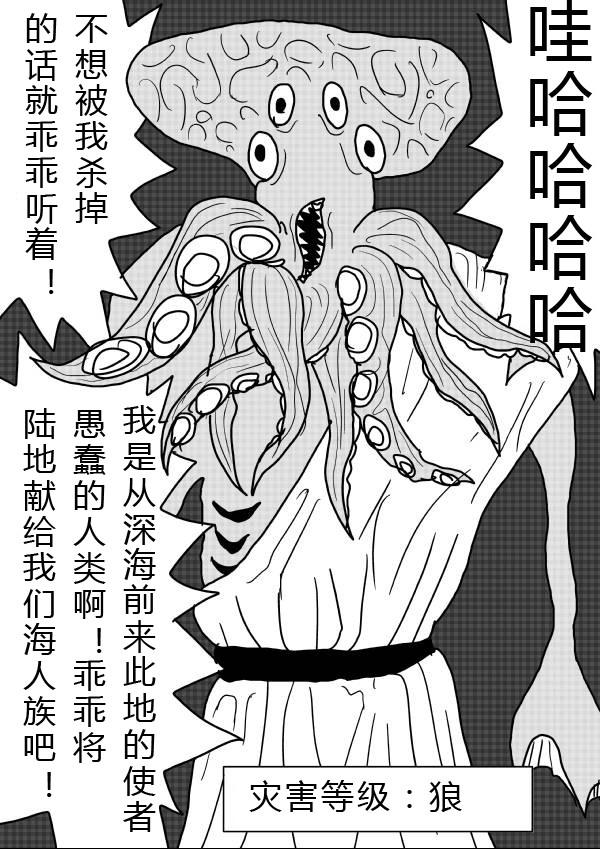 哇哈哈哈哈
不想被我杀掉
的话就乖乖听着！
我是从深海前来此地的使者
愚蠢的人类啊！乖乖将
陆地献给我们海人族吧！
灾害等级：狼